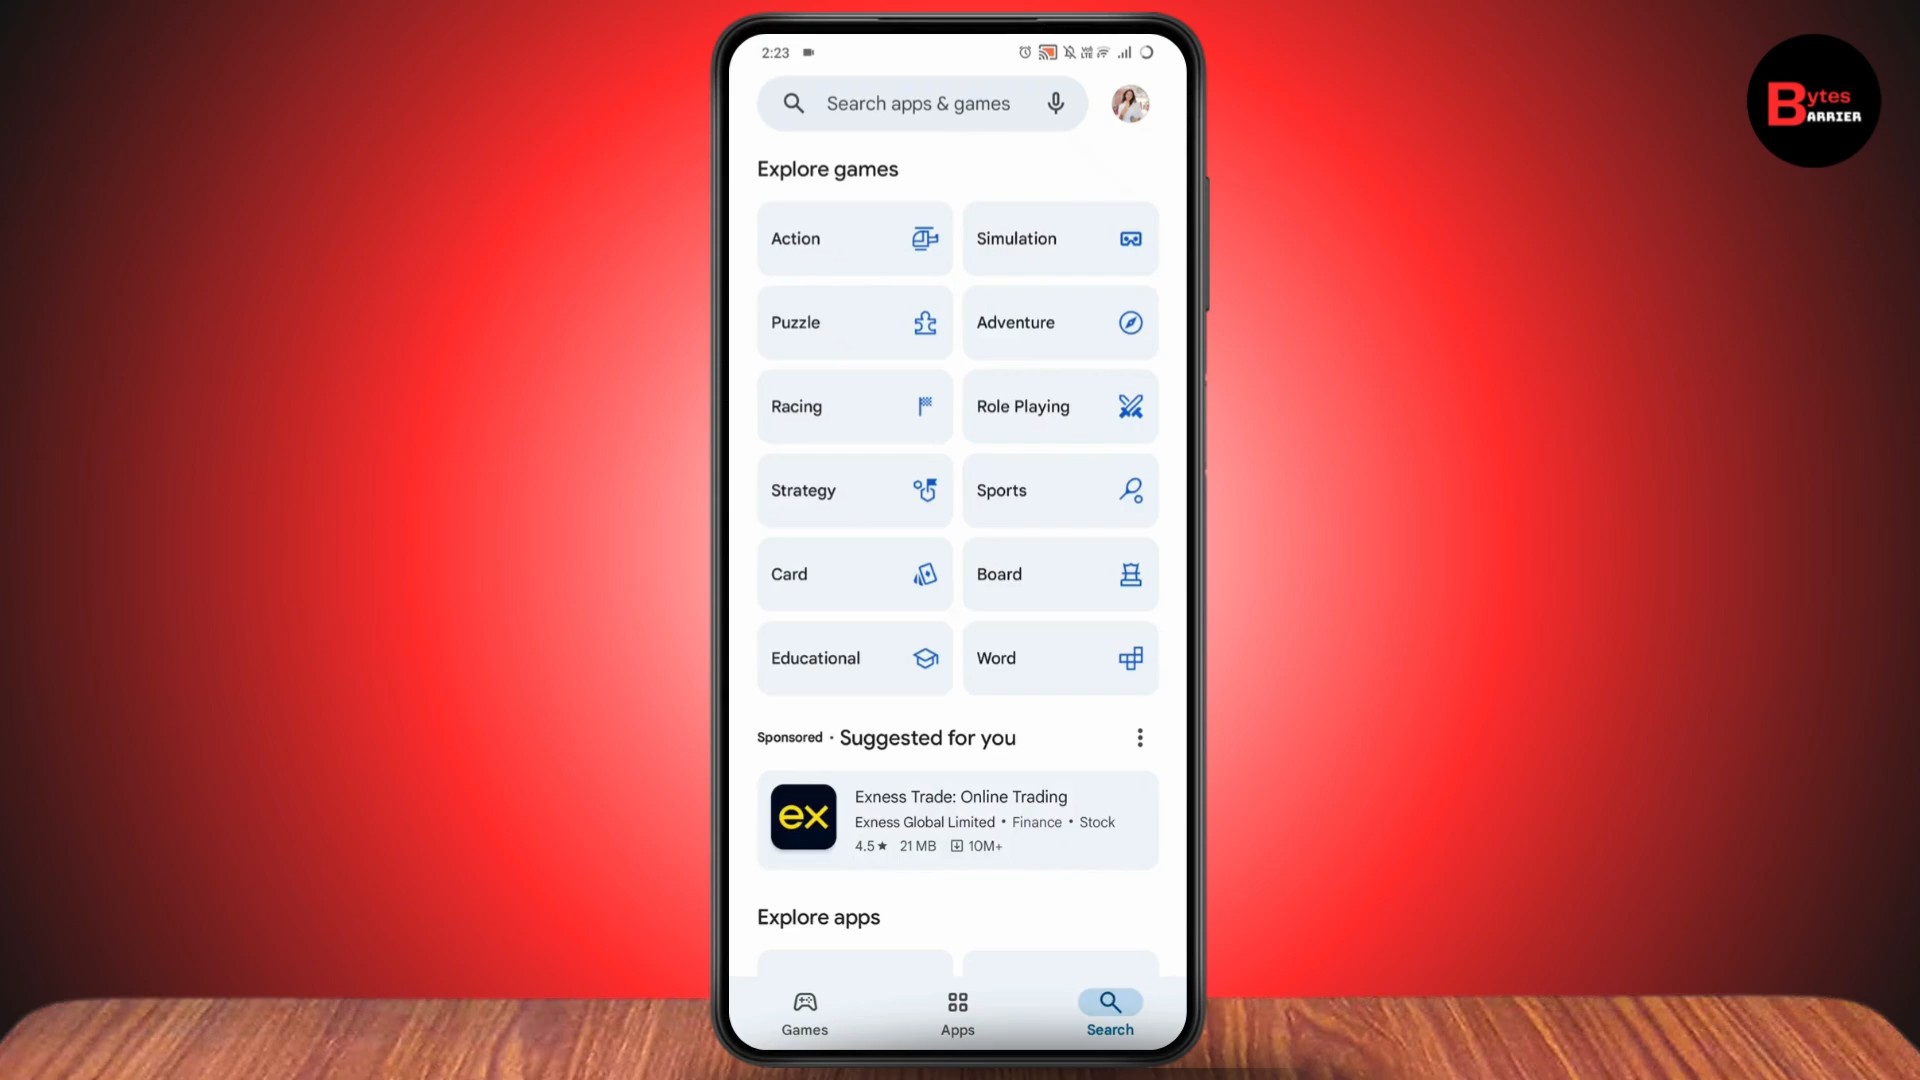 2:23
Search apps & games
Explore games
Action
Simulation
Puzzle
Adventure
Racing
Role Playing
Strategy
Sports
Card
Board
Educational
Word
Sponsored • Suggested for you
ex
Exness Trade: Online Trading
Exness Global Limited • Finance • Stock
4.5★ 21 MB 10M+
Explore apps
Games
Apps
Search
Bytes
BARRIER